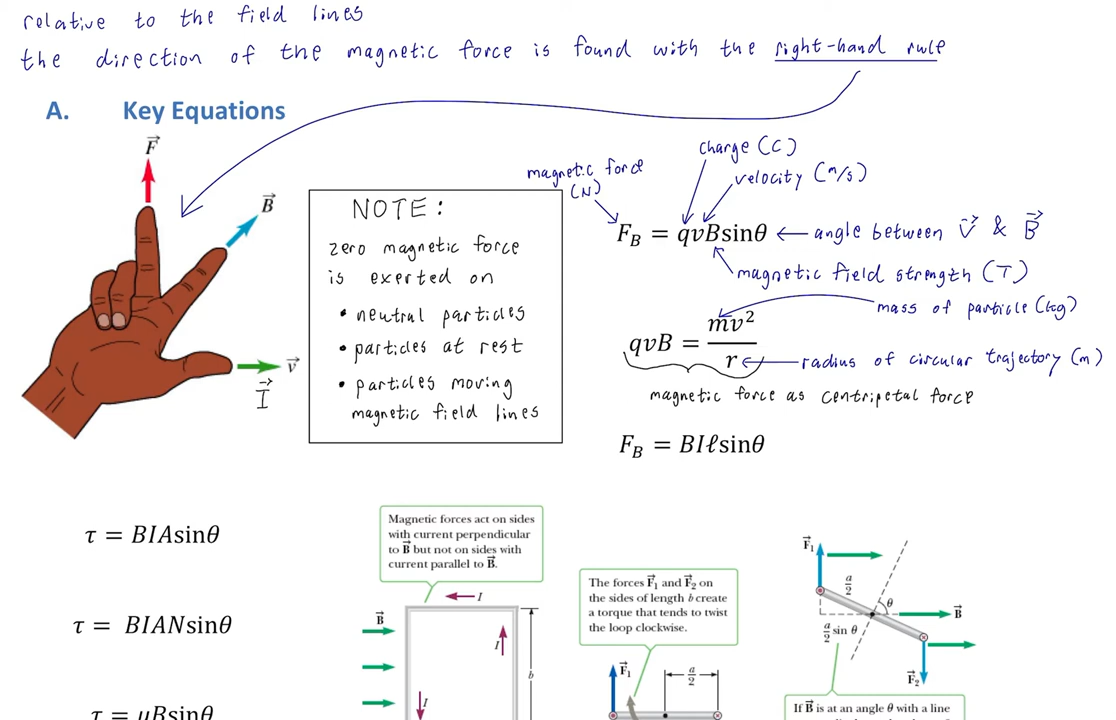 relative to the field lines
the direction of the magnetic force is found with the right-hand rule
A. Key Equations
F⃗
B⃗
v⃗
I⃗
NOTE:
zero magnetic force
is exerted on
• neutral particles
• particles at rest
• particles moving
magnetic field lines
magnetic force
(N)
charge (C)
velocity (m/s)
F_B = qvBsinθ ← angle between v⃗ & B⃗
magnetic field strength (T)
mass of particle (kg)
qvB = mv²/r
radius of circular trajectory (m)
magnetic force as centripetal force
F_B = BIℓsinθ
τ = BIAsinθ
τ = BIANsinθ
τ = μBsinθ
Magnetic forces act on sides
with current perpendicular
to B⃗ but not on sides with
current parallel to B⃗.
I
B⃗
I
I
b
The forces F⃗₁ and F⃗₂ on
the sides of length b create
a torque that tends to twist
the loop clockwise.
F⃗₁
a/2
F⃗₁
a/2
θ
B⃗
a/2 sin θ
F⃗₂
If B⃗ is at an angle θ with a line